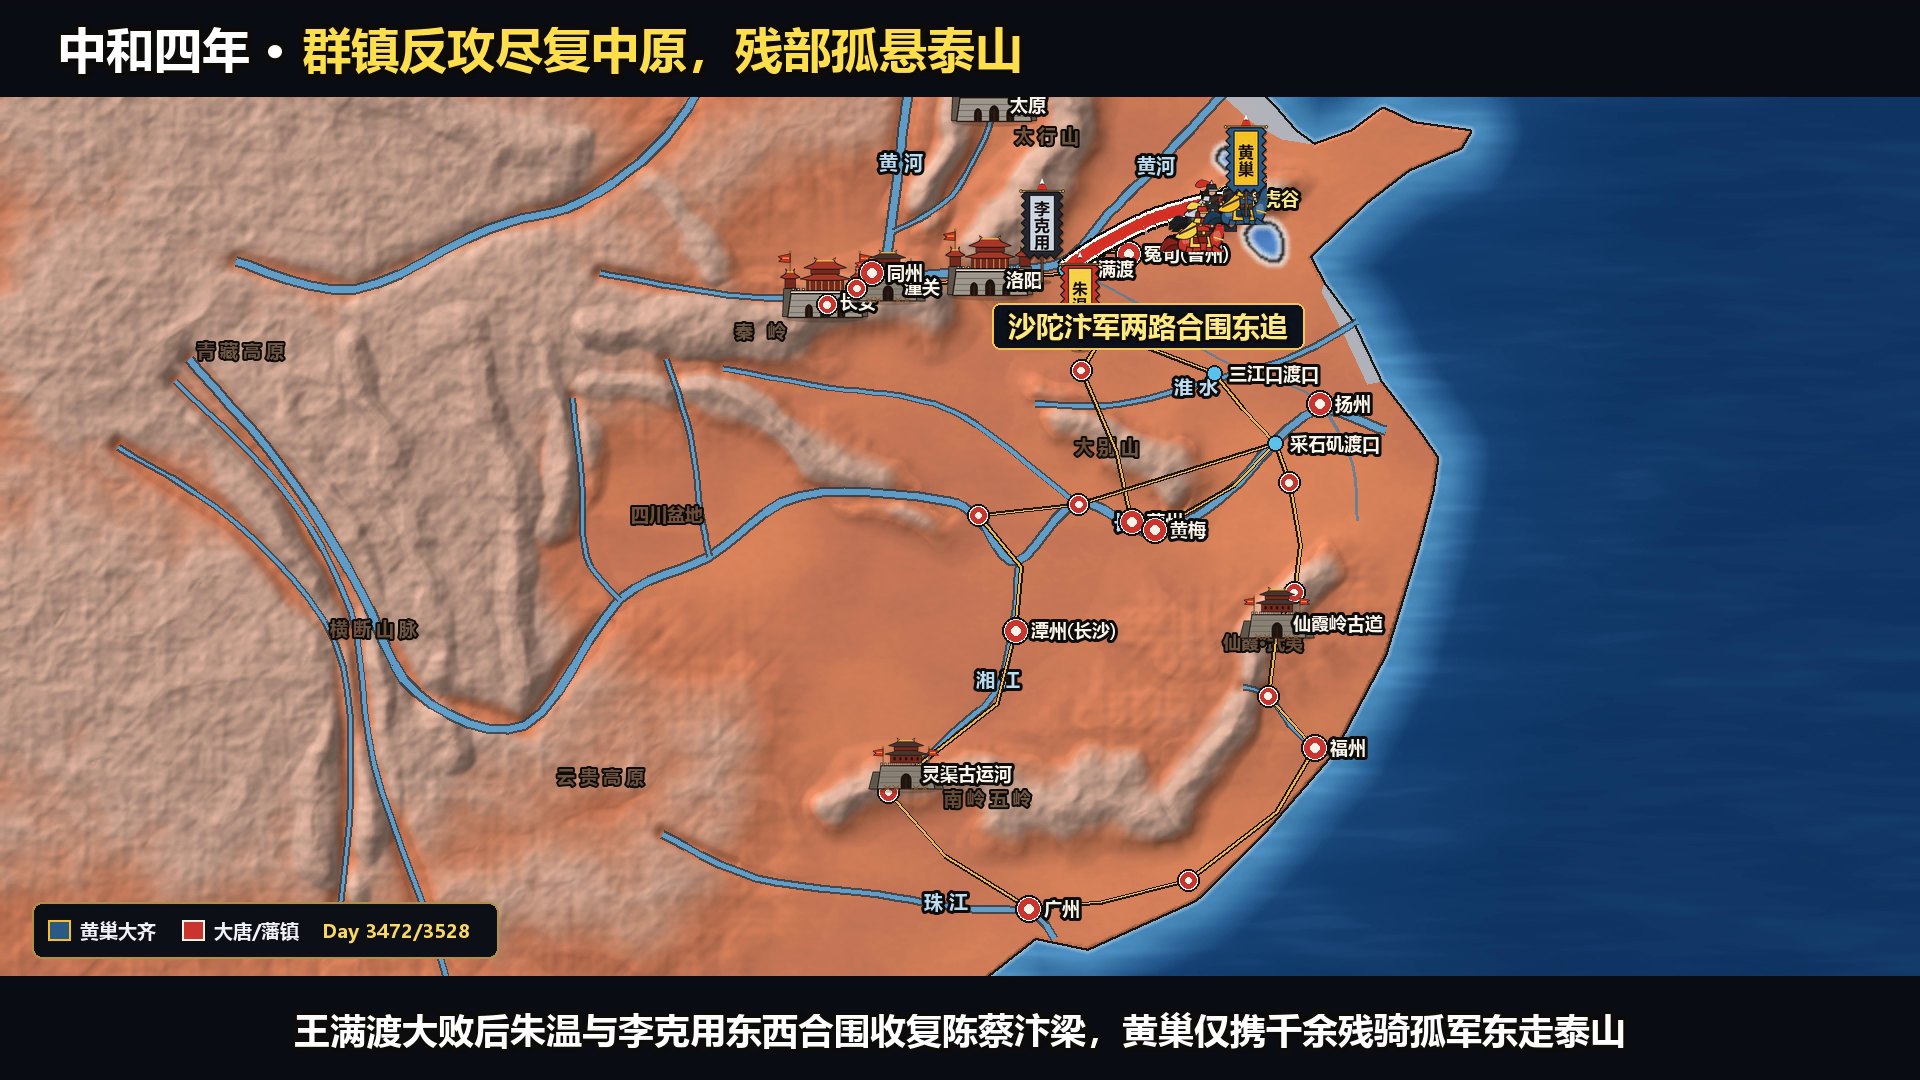 中和四年·群镇反攻尽复中原，残部孤悬泰山
太原
太行山
黄河
黄河
黄巢
虎谷
李克用
冤句(曹州)
满渡
同州
潼关
洛阳
长安
朱温
沙陀汴军两路合围东追
秦岭
青藏高原
三江口渡口
淮水
扬州
采石矶渡口
大别山
四川盆地
黄梅
横断山脉
潭州(长沙)
仙霞岭古道
湘江
福州
灵渠古运河
南岭五岭
云贵高原
珠江
广州
黄巢大齐 大唐/藩镇 Day 3472/3528
王满渡大败后朱温与李克用东西合围收复陈蔡汴梁，黄巢仅携千余残骑孤军东走泰山